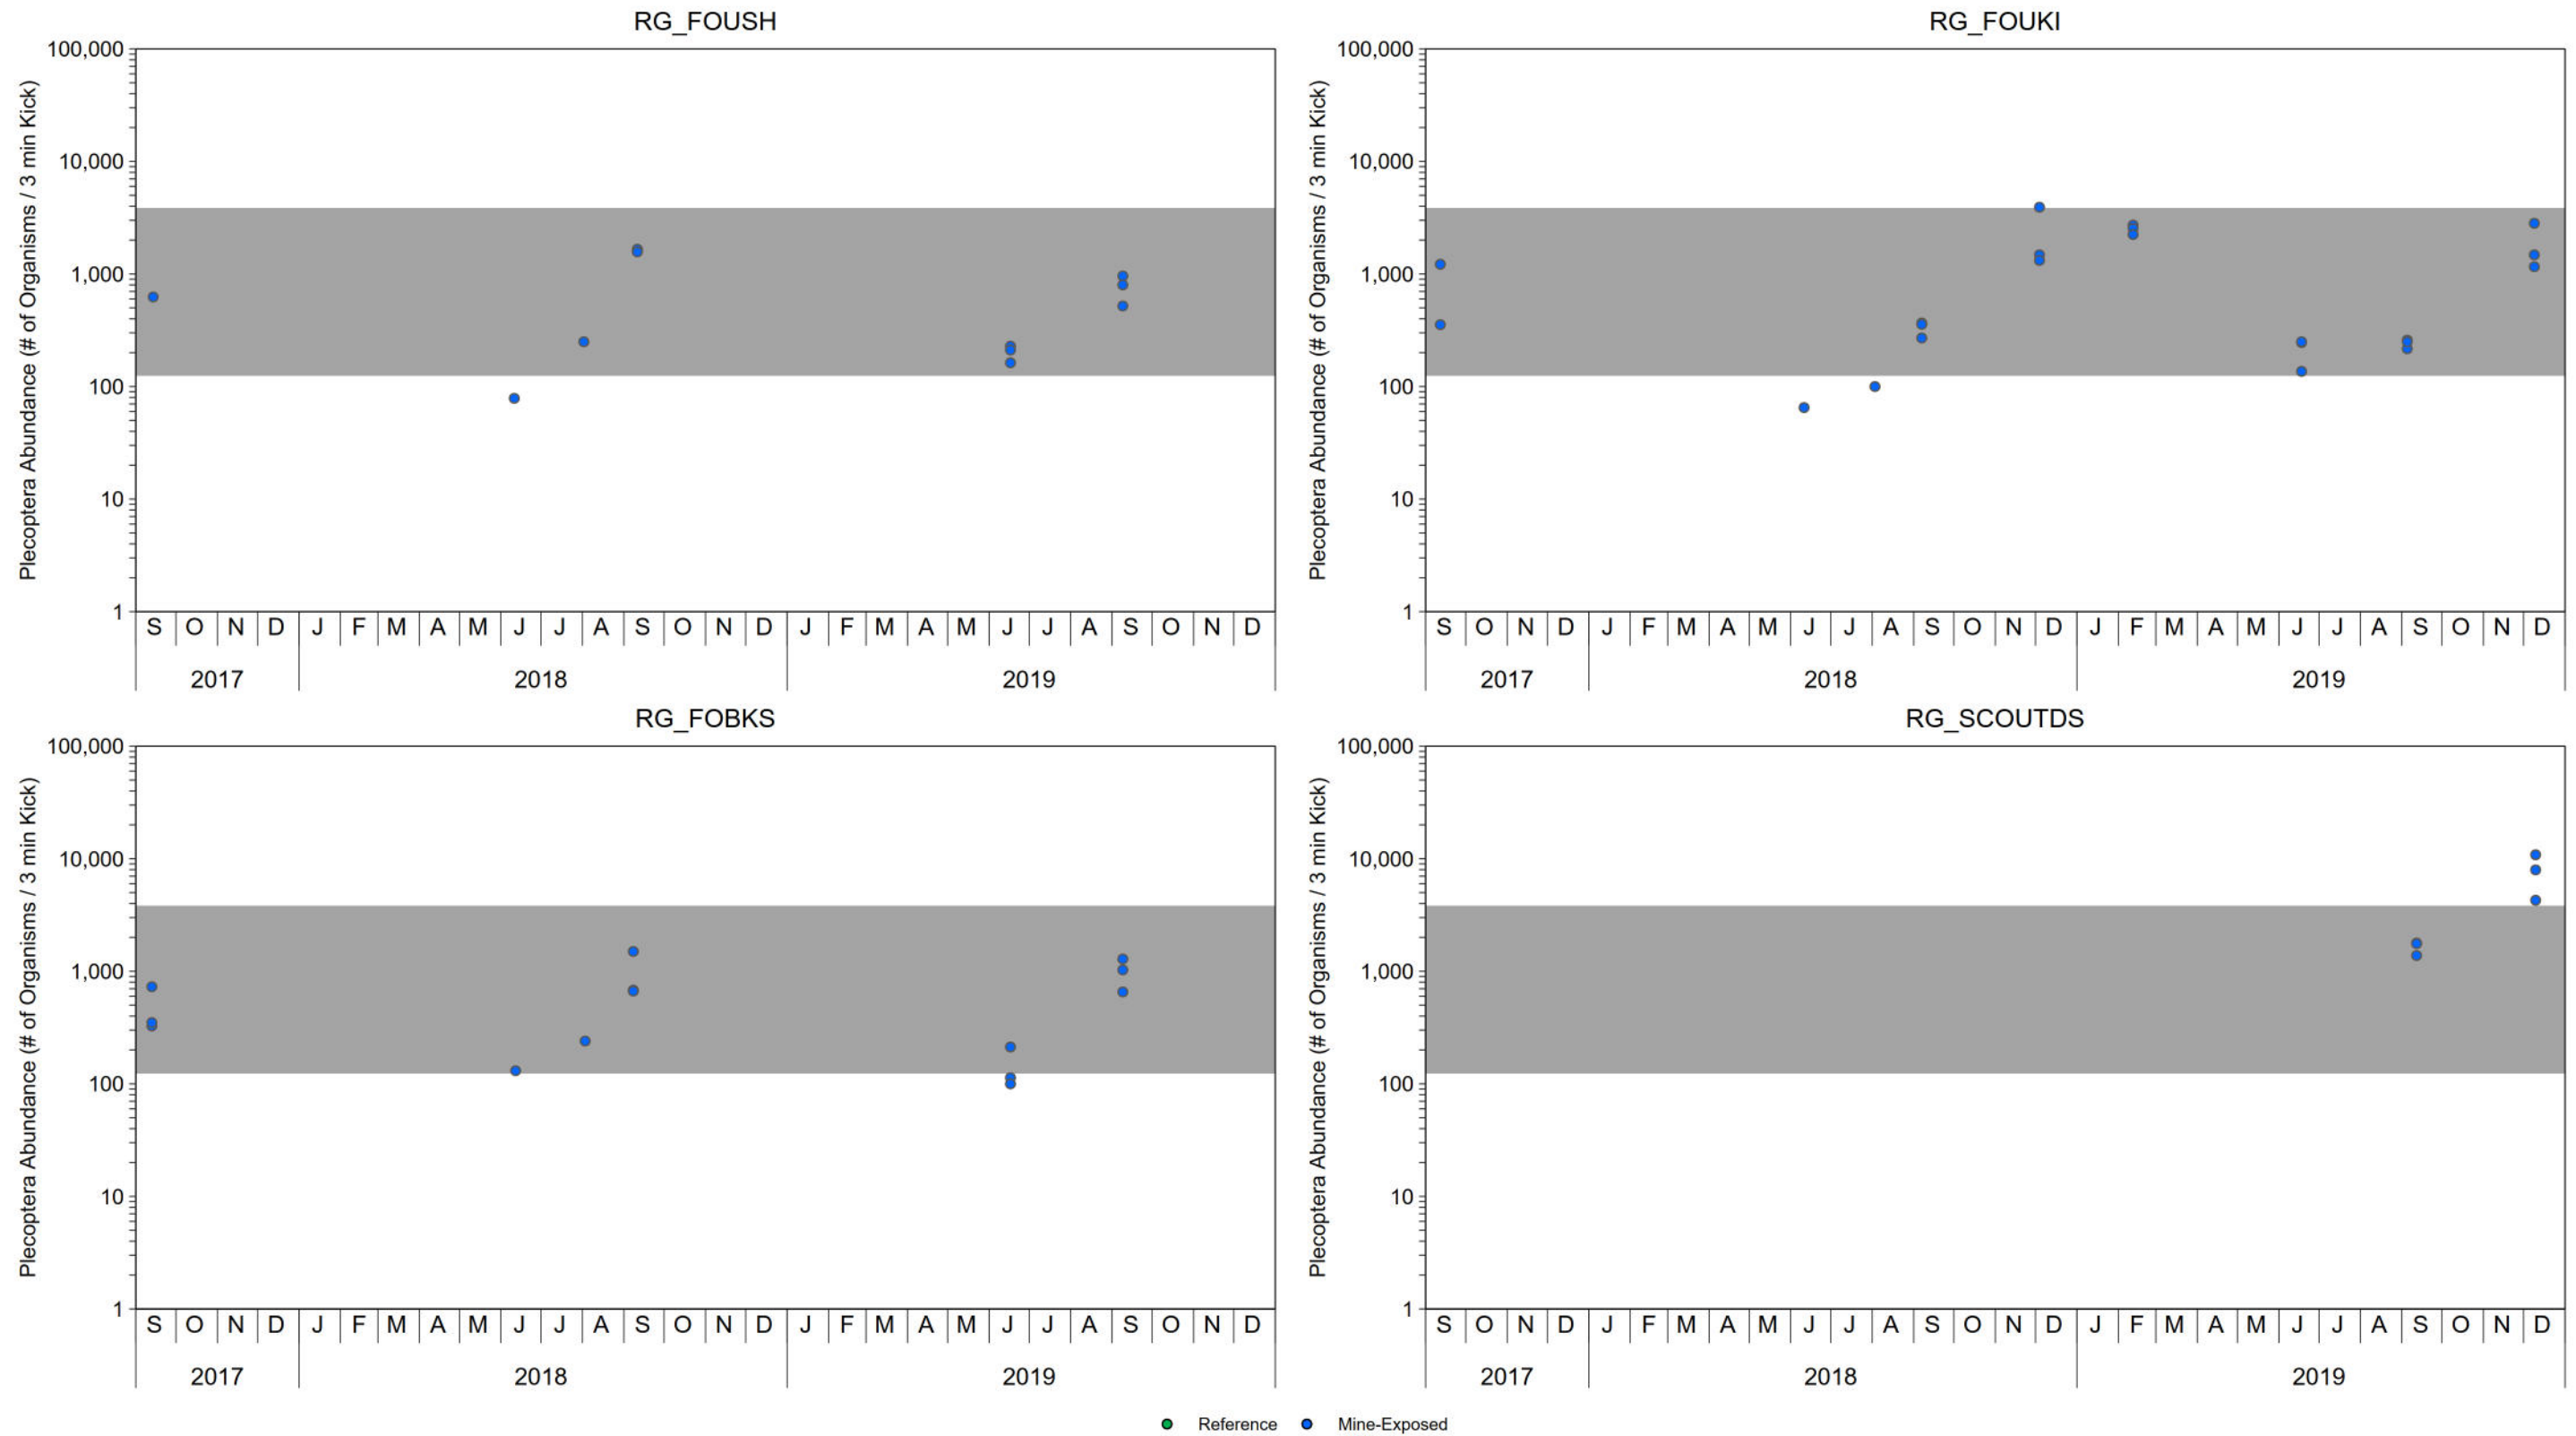 RG_FOUSH
Plecoptera Abundance (# of Organisms / 3 min Kick)
100,000
10,000
1,000
100
10
1
S O N D J F M A M J J A S O N D J F M A M J J A S O N D
2017 2018 2019
RG_FOUKI
Plecoptera Abundance (# of Organisms / 3 min Kick)
100,000
10,000
1,000
100
10
1
S O N D J F M A M J J A S O N D J F M A M J J A S O N D
2017 2018 2019
RG_FOBKS
Plecoptera Abundance (# of Organisms / 3 min Kick)
100,000
10,000
1,000
100
10
1
S O N D J F M A M J J A S O N D J F M A M J J A S O N D
2017 2018 2019
RG_SCOUTDS
Plecoptera Abundance (# of Organisms / 3 min Kick)
100,000
10,000
1,000
100
10
1
S O N D J F M A M J J A S O N D J F M A M J J A S O N D
2017 2018 2019
Reference Mine-Exposed